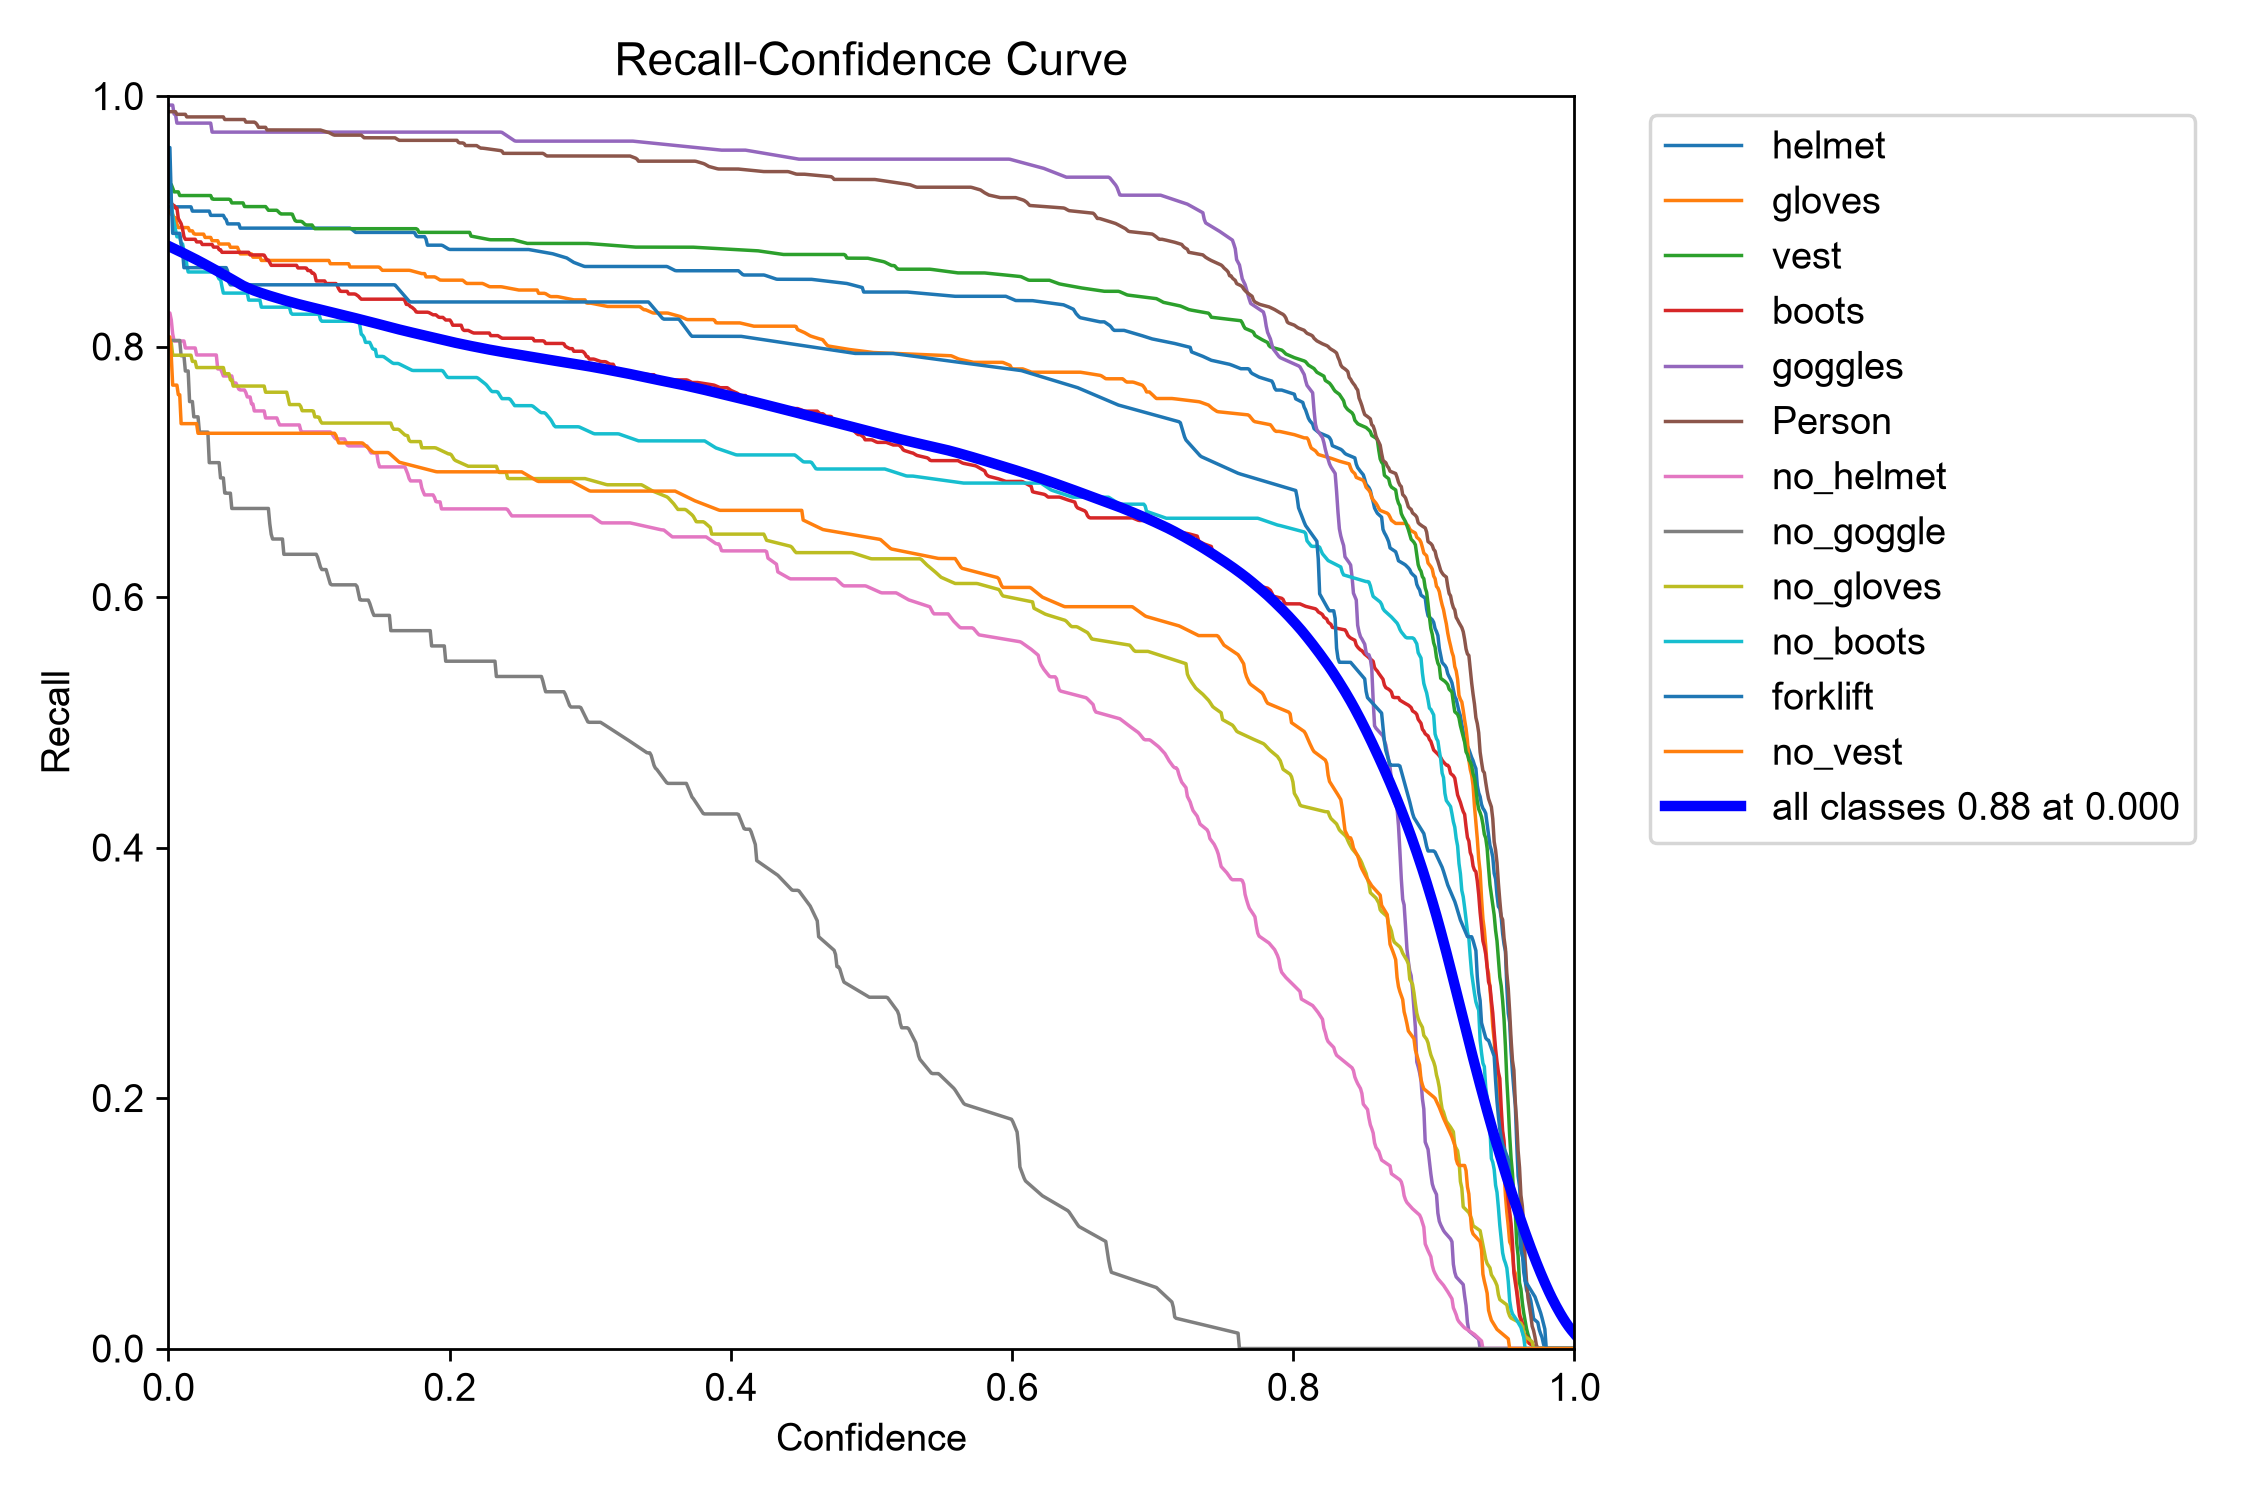 Recall-Confidence Curve
1.0
0.8
0.6
0.4
0.2
0.0
Recall
0.0 0.2 0.4 0.6 0.8 1.0
Confidence
helmet
gloves
vest
boots
goggles
Person
no_helmet
no_goggle
no_gloves
no_boots
forklift
no_vest
all classes 0.88 at 0.000